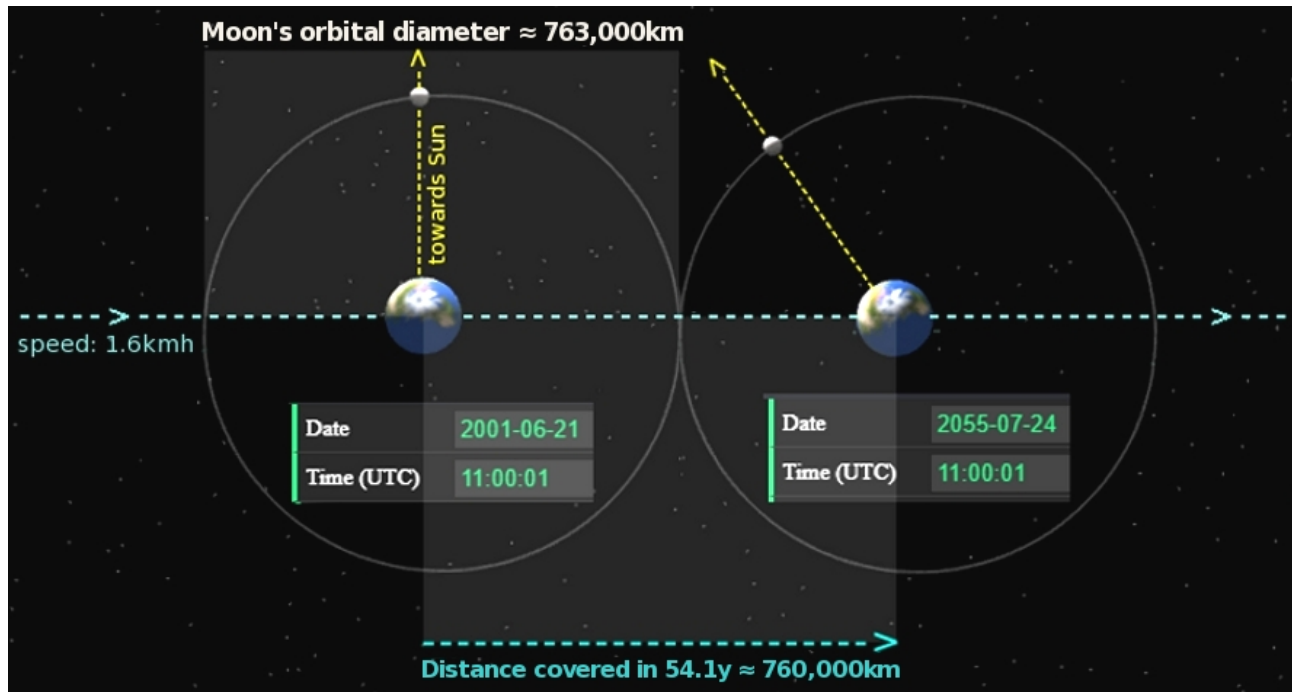 Moon's orbital diameter ≈ 763,000km
towards Sun
speed: 1.6kmh
Date 2001-06-21
Time (UTC) 11:00:01
Date 2055-07-24
Time (UTC) 11:00:01
Distance covered in 54.1y ≈ 760,000km